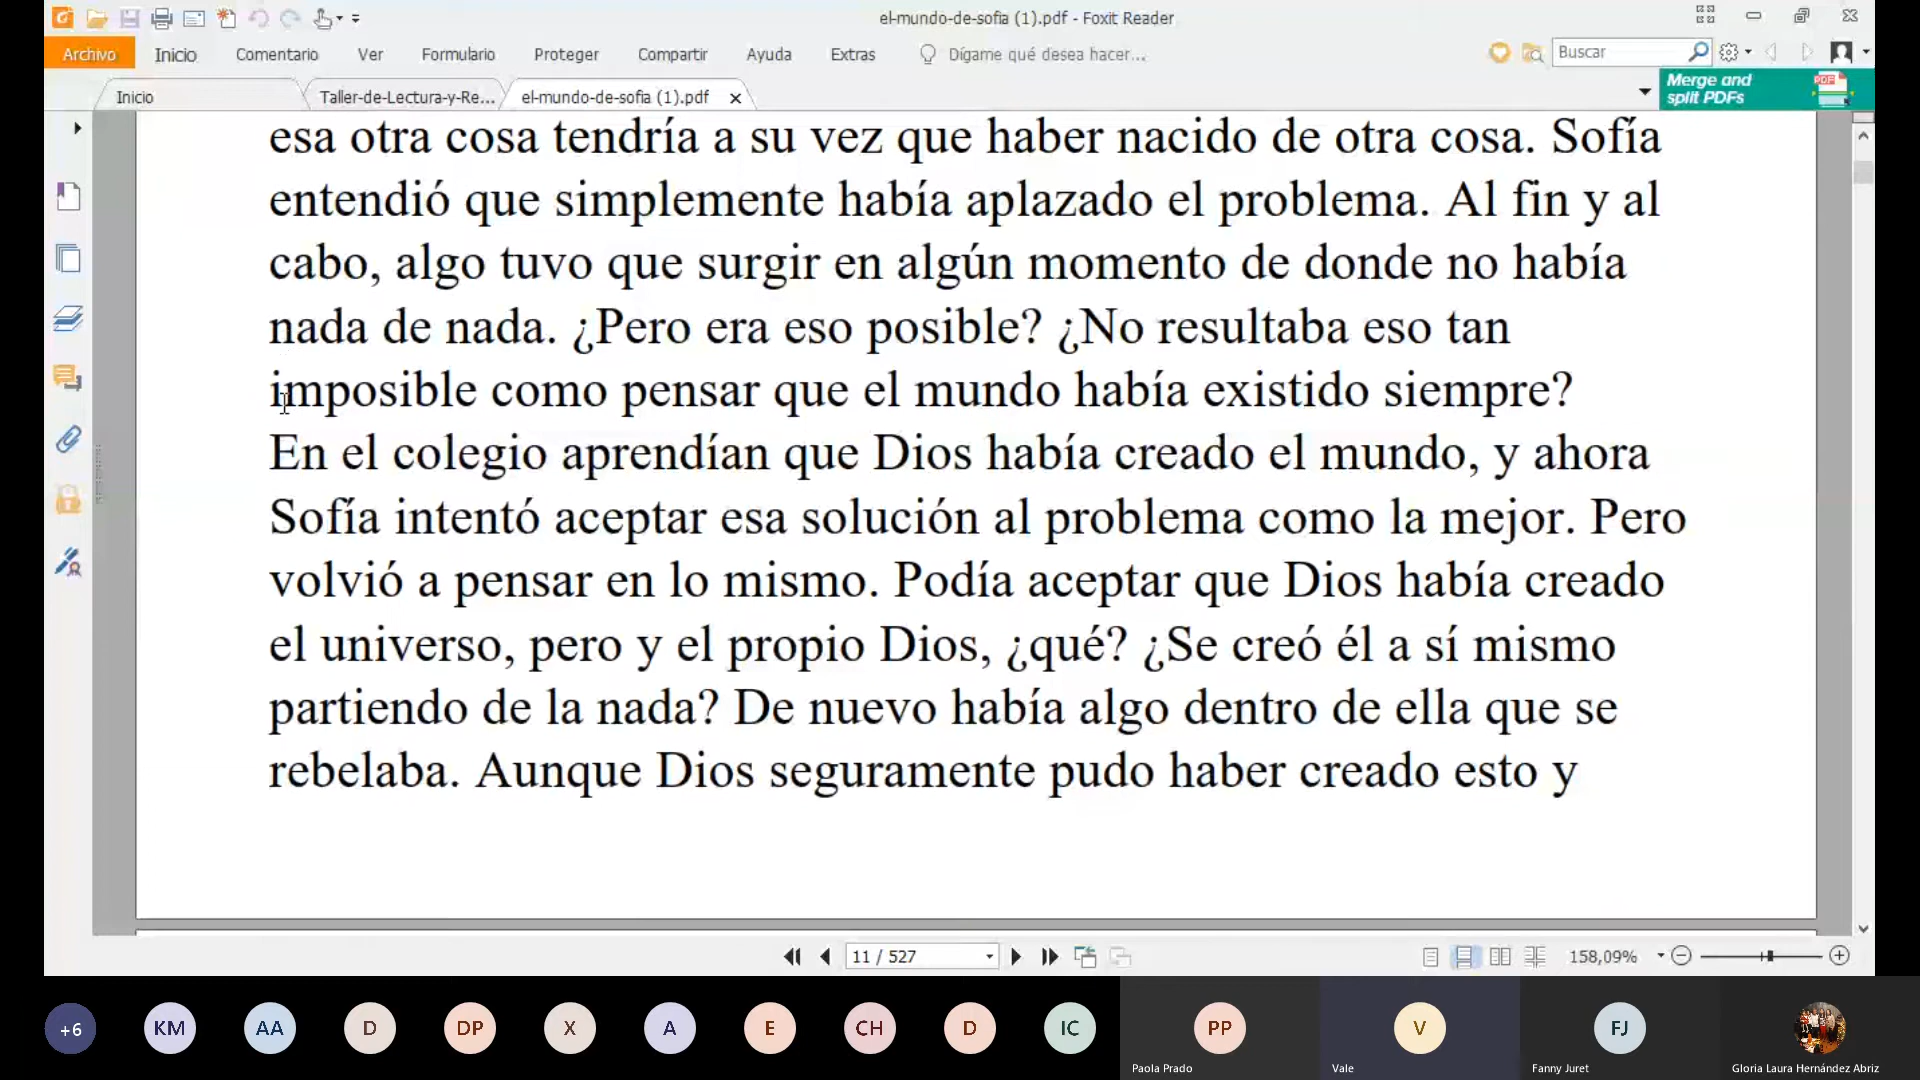 el-mundo-de-sofia (1).pdf - Foxit Reader
Archivo Inicio Comentario Ver Formulario Proteger Compartir Ayuda Extras Dígame qué desea hacer... Buscar
Inicio Taller-de-Lectura-y-Re... el-mundo-de-sofia (1).pdf
Merge and
split PDFs
PDF
esa otra cosa tendría a su vez que haber nacido de otra cosa. Sofía
entendió que simplemente había aplazado el problema. Al fin y al
cabo, algo tuvo que surgir en algún momento de donde no había
nada de nada. ¿Pero era eso posible? ¿No resultaba eso tan
imposible como pensar que el mundo había existido siempre?
En el colegio aprendían que Dios había creado el mundo, y ahora
Sofía intentó aceptar esa solución al problema como la mejor. Pero
volvió a pensar en lo mismo. Podía aceptar que Dios había creado
el universo, pero y el propio Dios, ¿qué? ¿Se creó él a sí mismo
partiendo de la nada? De nuevo había algo dentro de ella que se
rebelaba. Aunque Dios seguramente pudo haber creado esto y
11 / 527 158,09%
+6 KM AA D DP X A E CH D IC PP V FJ
Paola Prado Vale Fanny Juret Gloria Laura Hernández Abriz